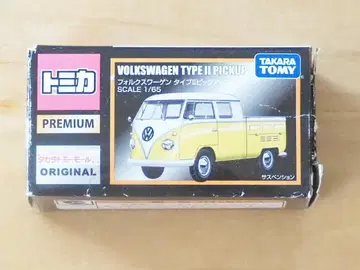 トミカ
PREMIUM
タカラトミーモール
ORIGINAL
VOLKSWAGEN TYPE II PICKUP
フォルクスワーゲン タイプIIピックアップ
SCALE 1/65
TAKARA
TOMY
サスペンション